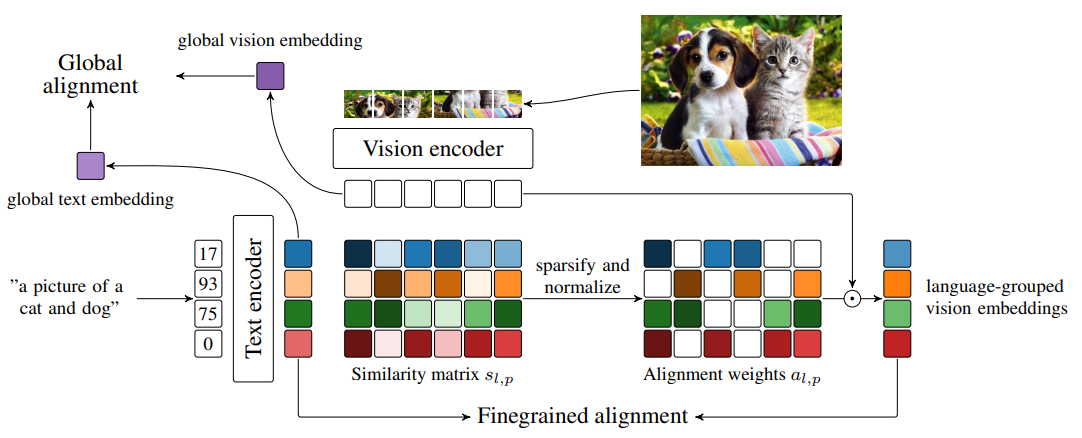 global vision embedding
Global
alignment
Vision encoder
global text embedding
17
93
75
0
Text encoder
"a picture of a
cat and dog"
sparsify and
normalize
language-grouped
vision embeddings
Similarity matrix s_{l,p}
Alignment weights a_{l,p}
Finegrained alignment